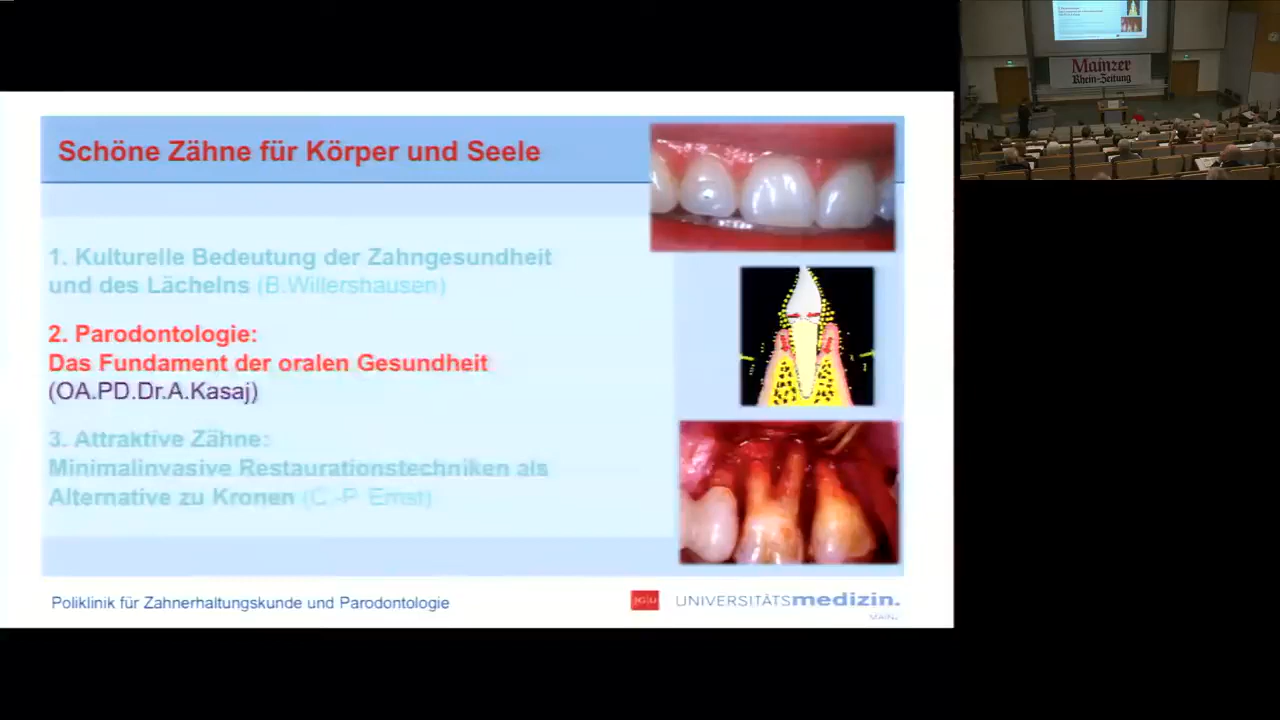 Schöne Zähne für Körper und Seele
1. Kulturelle Bedeutung der Zahngesundheit
und des Lächelns (B.Willershausen)
2. Parodontologie:
Das Fundament der oralen Gesundheit
(OA.PD.Dr.A.Kasaj)
3. Attraktive Zähne:
Minimalinvasive Restaurationstechniken als
Alternative zu Kronen (C.-P. Ernst)
Poliklinik für Zahnerhaltungskunde und Parodontologie
JG|U UNIVERSITÄTSmedizin.
MAINZ
Mainzer
Rhein-Zeitung